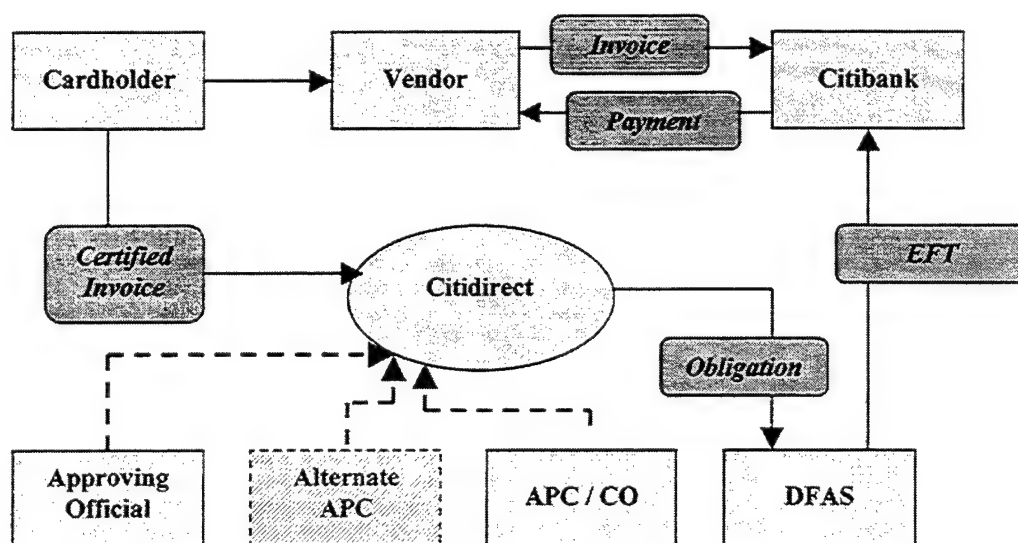 Invoice
Cardholder
Vendor
Citibank
Payment
Certified
Invoice
Citidirect
EFT
Obligation
Approving
Official
Alternate
APC
APC / CO
DFAS